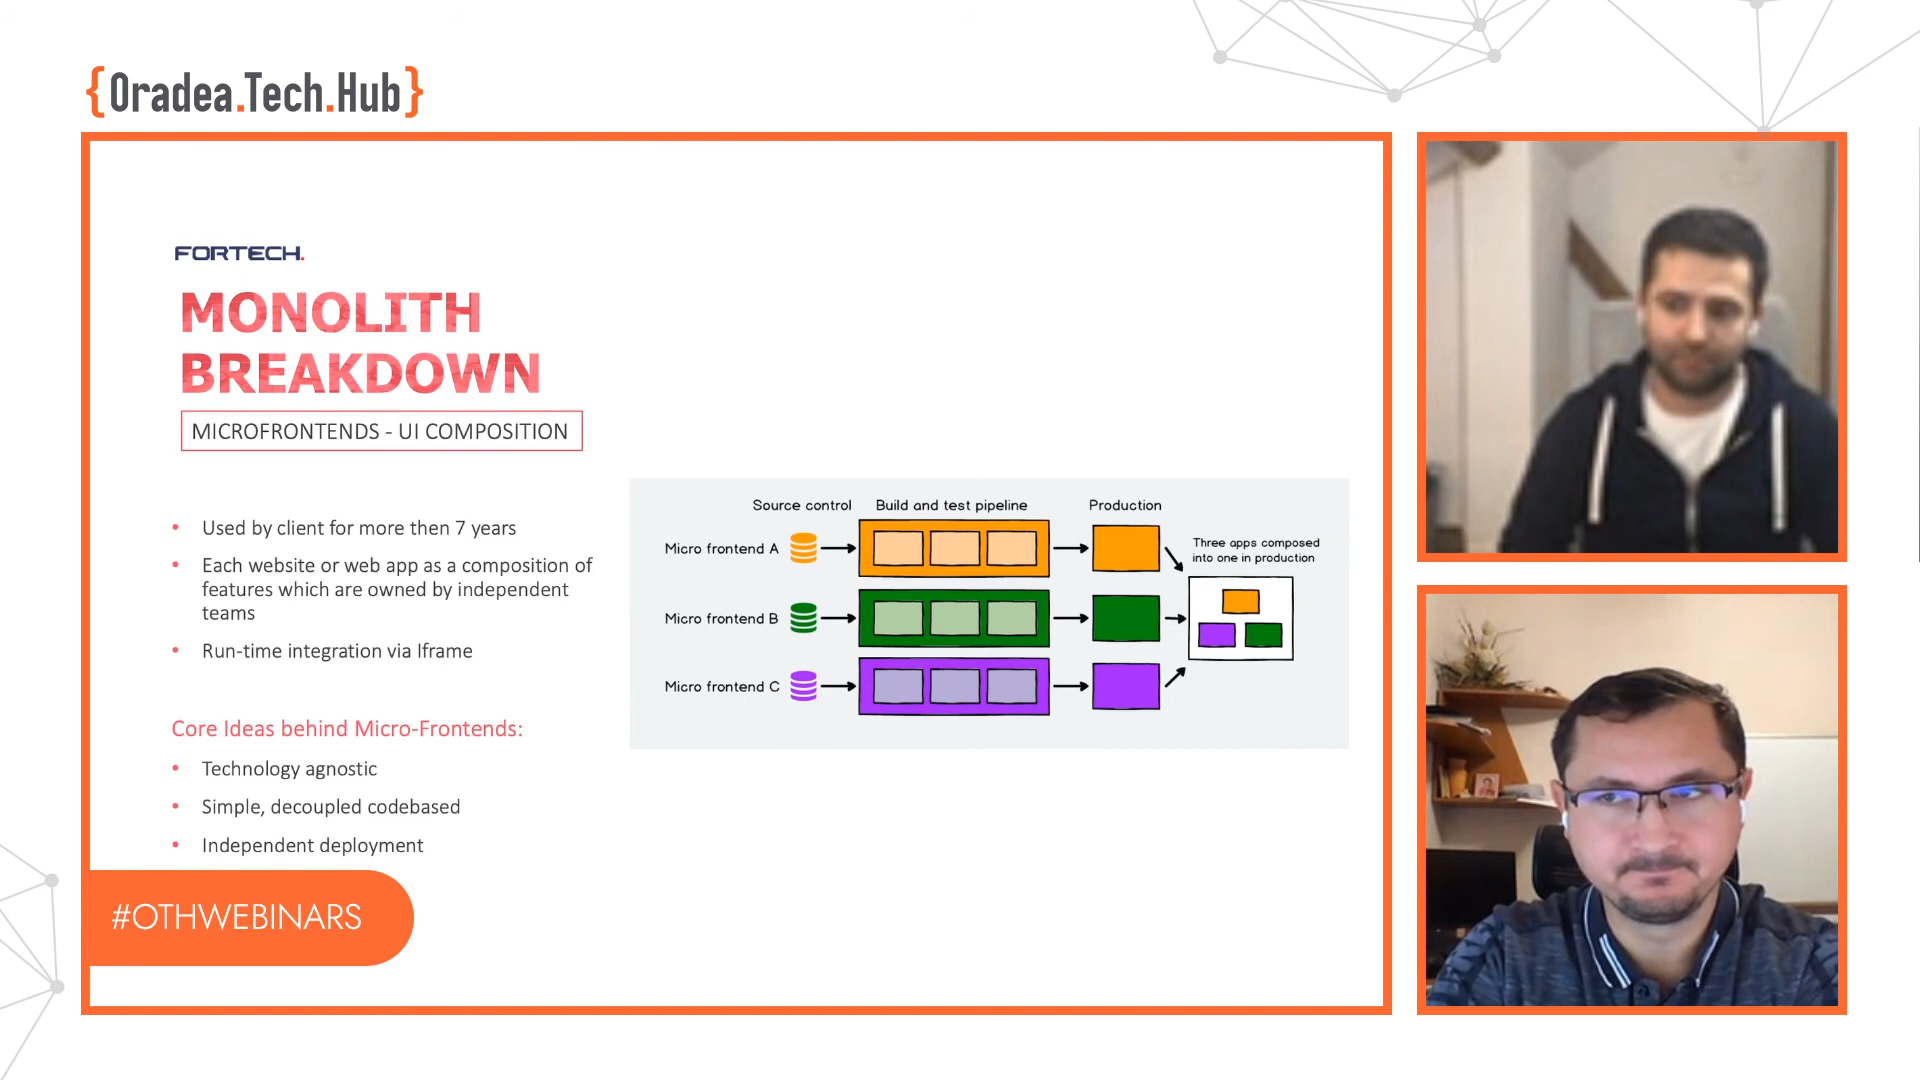 {Oradea.Tech.Hub}
FORTECH.
MONOLITH
BREAKDOWN
MICROFRONTENDS - UI COMPOSITION
• Used by client for more then 7 years
• Each website or web app as a composition of
features which are owned by independent
teams
• Run-time integration via Iframe
Core Ideas behind Micro-Frontends:
• Technology agnostic
• Simple, decoupled codebased
• Independent deployment
#OTHWEBINARS
Source control
Build and test pipeline
Production
Micro frontend A
Three apps composed
into one in production
Micro frontend B
Micro frontend C